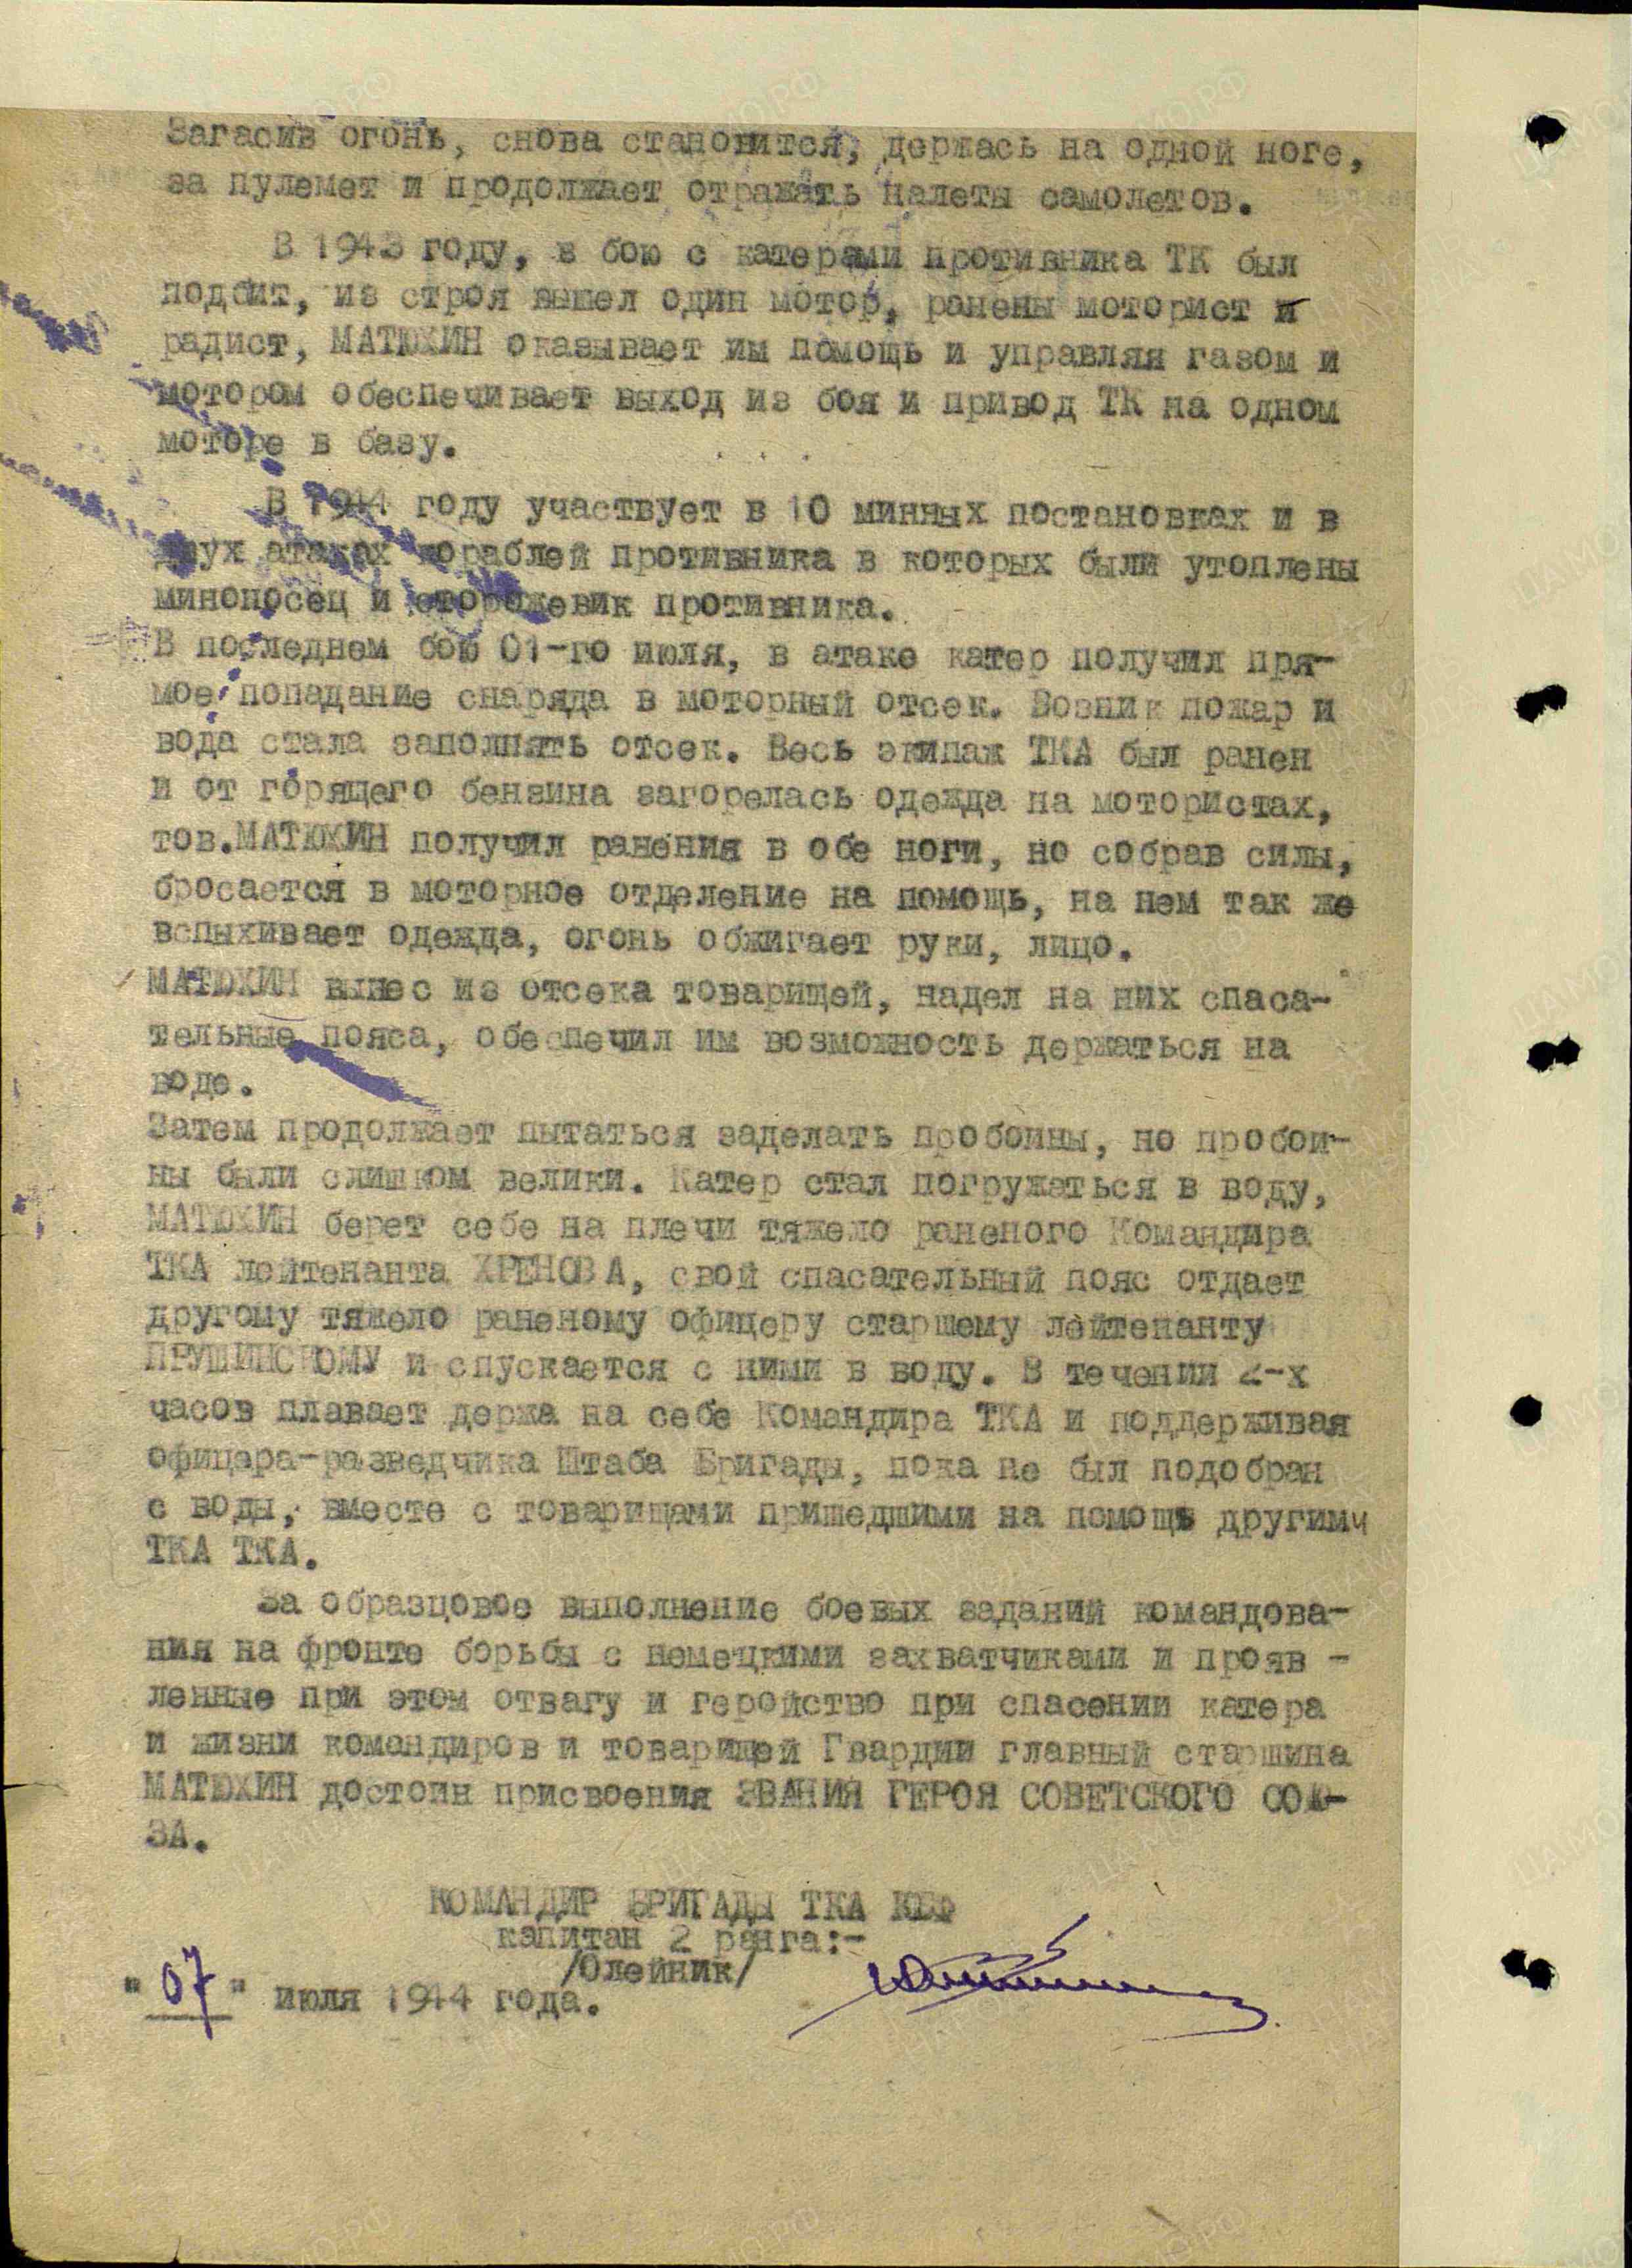 Загасив огонь, снова становится, держась на одной ноге,
за пулемет и продолжает отражать налеты самолетов.
В 1943 году, в бою с катерами противника ТК был
подбит, из строя вышел один мотор, ранены моторист и
радист, МАТЮХИН оказывает им помощь и управляя газом и
мотором обеспечивает выход из боя и привод ТК на одном
моторе в базу.
В 1944 году участвует в 10 минных постановках и в
двух атаках кораблей противника в которых были утоплены
миноносец и сторожевик противника.
В последнем бою 01-го июля, в атаке катер получил пря-
мое попадание снаряда в моторный отсек. Возник пожар и
вода стала заполнять отсек. Весь экипаж ТКА был ранен
и от горящего бензина загорелась одежда на мотористах,
тов.МАТЮХИН получил ранения в обе ноги, но собрав силы,
бросается в моторное отделение на помощь, на нем так же
вспыхивает одежда, огонь обжигает руки, лицо.
МАТЮХИН вынес из отсека товарищей, надел на них спаса-
тельные пояса, обеспечил им возможность держаться на
воде.
Затем продолжает пытаться заделать пробоины, но пробои-
ны были слишком велики. Катер стал погружаться в воду,
МАТЮХИН берет себе на плечи тяжело раненого Командира
ТКА лейтенанта ХРЕНОВА, свой спасательный пояс отдает
другому тяжело раненому офицеру старшему лейтенанту
ПРУШИНСКОМУ и спускается с ними в воду. В течении 2-х
часов плавает держа на себе Командира ТКА и поддерживая
офицера-разведчика Штаба Бригады, пока не был подобран
с воды, вместе с товарищами пришедшими на помощь другими
ТКА ТКА.
За образцовое выполнение боевых заданий командова-
ния на фронте борьбы с немецкими захватчиками и прояв -
ленные при этом отвагу и геройство при спасении катера
и жизни командиров и товарищей Гвардии главный старшина
МАТЮХИН достоин присвоения ЗВАНИЯ ГЕРОЯ СОВЕТСКОГО СОЮ-
ЗА.
КОМАНДИР БРИГАДЫ ТКА КБФ
капитан 2 ранга:-
/Олейник/
"07" июля 1944 года.